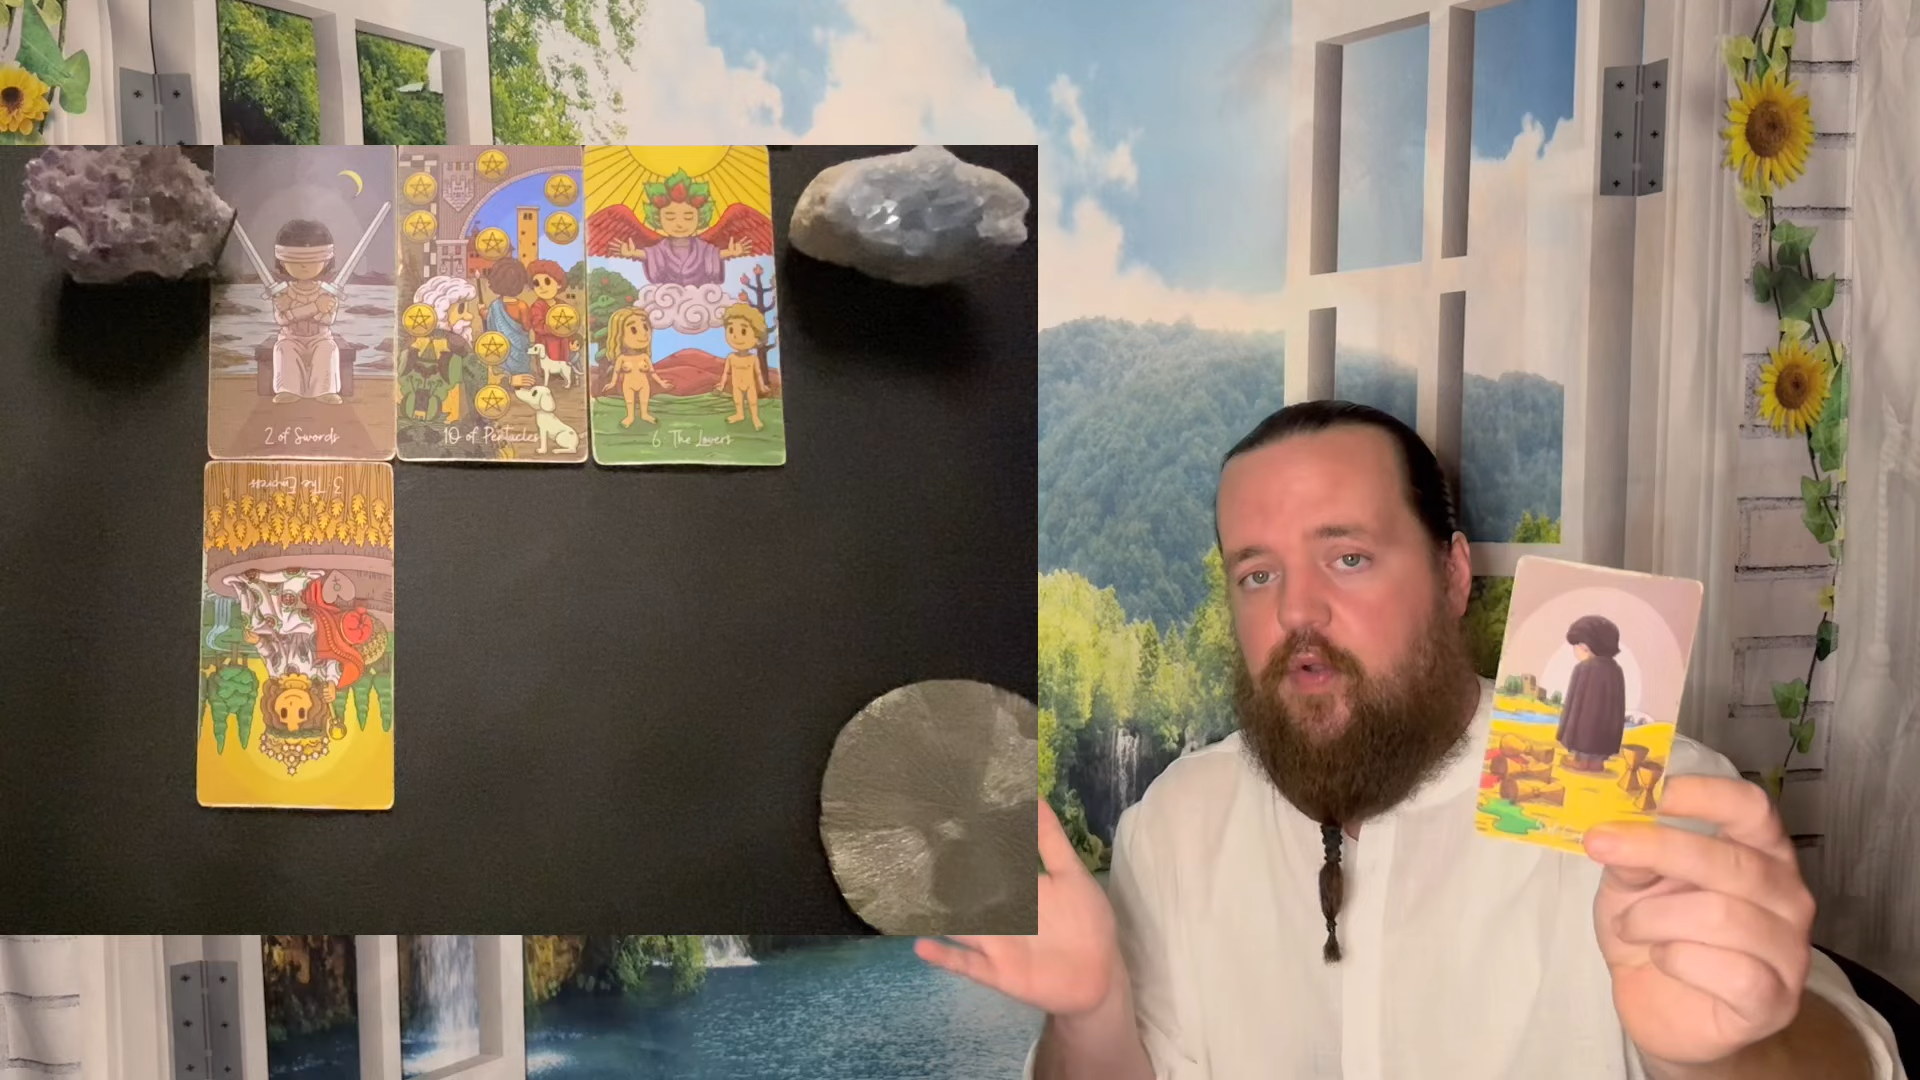 2 of Swords
10 of Pentacles
6 The Lovers
3. The Empress